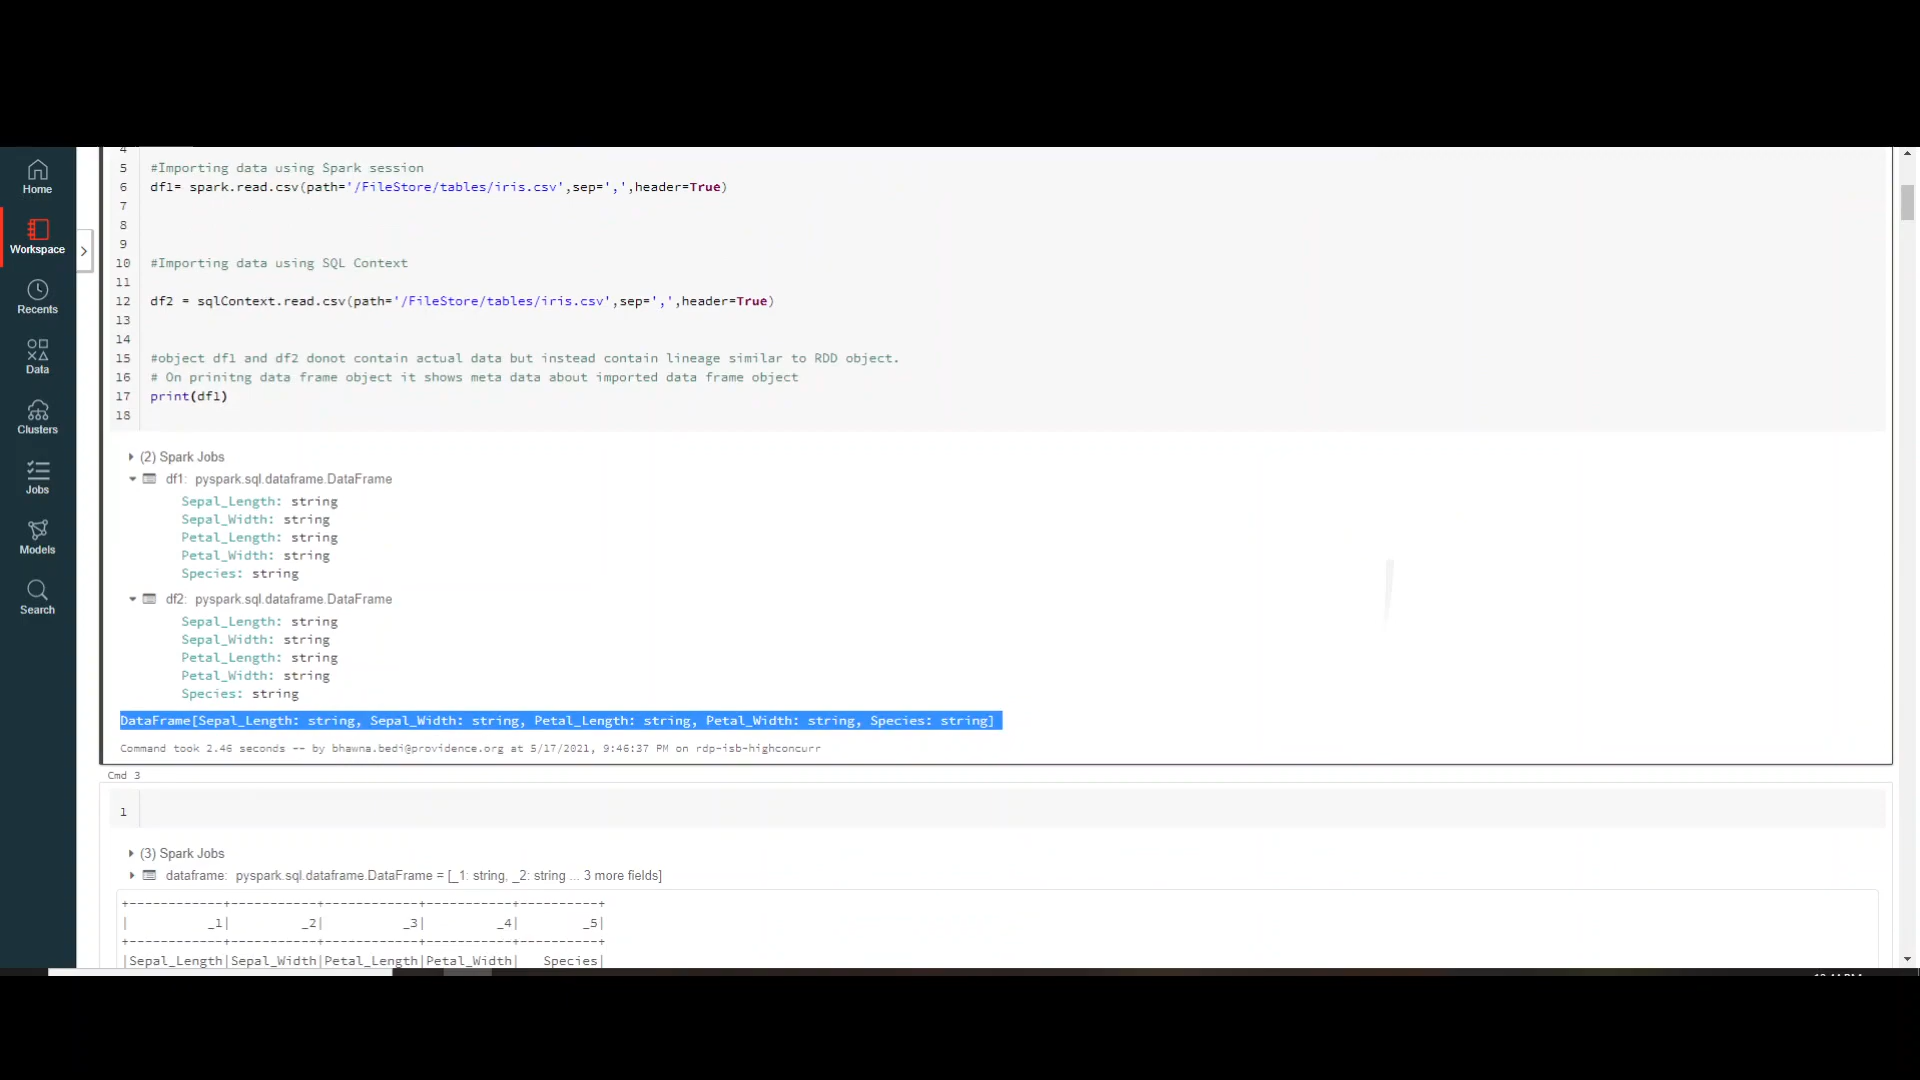 Home
Workspace
Recents
Data
Clusters
Jobs
Models
Search
4
5 #Importing data using Spark session
6 df1= spark.read.csv(path='/FileStore/tables/iris.csv',sep=',',header=True)
7
8
9
10 #Importing data using SQL Context
11
12 df2 = sqlContext.read.csv(path='/FileStore/tables/iris.csv',sep=',',header=True)
13
14
15 #object df1 and df2 donot contain actual data but instead contain lineage similar to RDD object.
16 # On prinitng data frame object it shows meta data about imported data frame object
17 print(df1)
18
(2) Spark Jobs
df1: pyspark.sql.dataframe.DataFrame
Sepal_Length: string
Sepal_Width: string
Petal_Length: string
Petal_Width: string
Species: string
df2: pyspark.sql.dataframe.DataFrame
Sepal_Length: string
Sepal_Width: string
Petal_Length: string
Petal_Width: string
Species: string
DataFrame[Sepal_Length: string, Sepal_Width: string, Petal_Length: string, Petal_Width: string, Species: string]
Command took 2.46 seconds -- by bhawna.bedi@providence.org at 5/17/2021, 9:46:37 PM on rdp-isb-highconcurr
Cmd 3
1
(3) Spark Jobs
dataframe: pyspark.sql.dataframe.DataFrame = [_1: string, _2: string ... 3 more fields]
+------------+-----------+------------+-----------+----------+
| _1| _2| _3| _4| _5|
+------------+-----------+------------+-----------+----------+
|Sepal_Length|Sepal_Width|Petal_Length|Petal_Width| Species|